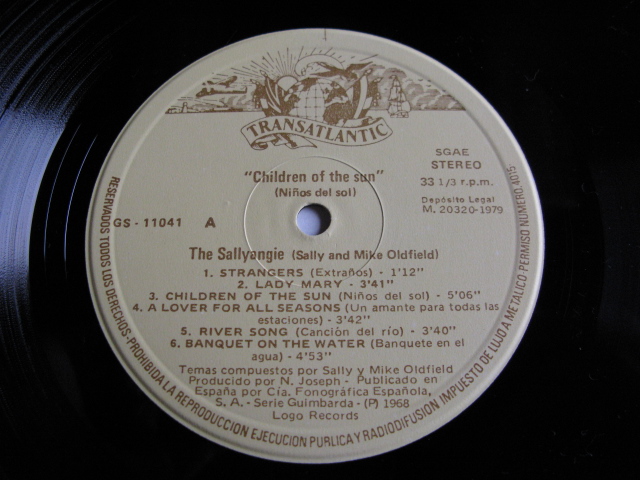 TRANSATLANTIC
SGAE
STEREO
33 1/3 r.p.m.
Depósito Legal
M. 20320-1979
"Children of the sun"
(Niños del sol)
GS - 11041 A
The Sallyangie (Sally and Mike Oldfield)
1. STRANGERS (Extraños) - 1'12"
2. LADY MARY - 3'41"
3. CHILDREN OF THE SUN (Niños del sol) - 5'06"
4. A LOVER FOR ALL SEASONS (Un amante para todas las
estaciones) - 3'42"
5. RIVER SONG (Canción del río) - 3'40"
6. BANQUET ON THE WATER (Banquete en el
agua) - 4'53"
Temas compuestos por Sally y Mike Oldfield
Producido por N. Joseph - Publicado en
España por Cía. Fonográfica Española,
S. A. - Serie Guimbarda - (P) 1968
Logo Records
RESERVADOS TODOS LOS DERECHOS-PROHIBIDA LA REPRODUCCION EJECUCION PUBLICA Y RADIODIFUSION IMPUESTO DE LUJO A METALICO PERMISO NUMERO 4015